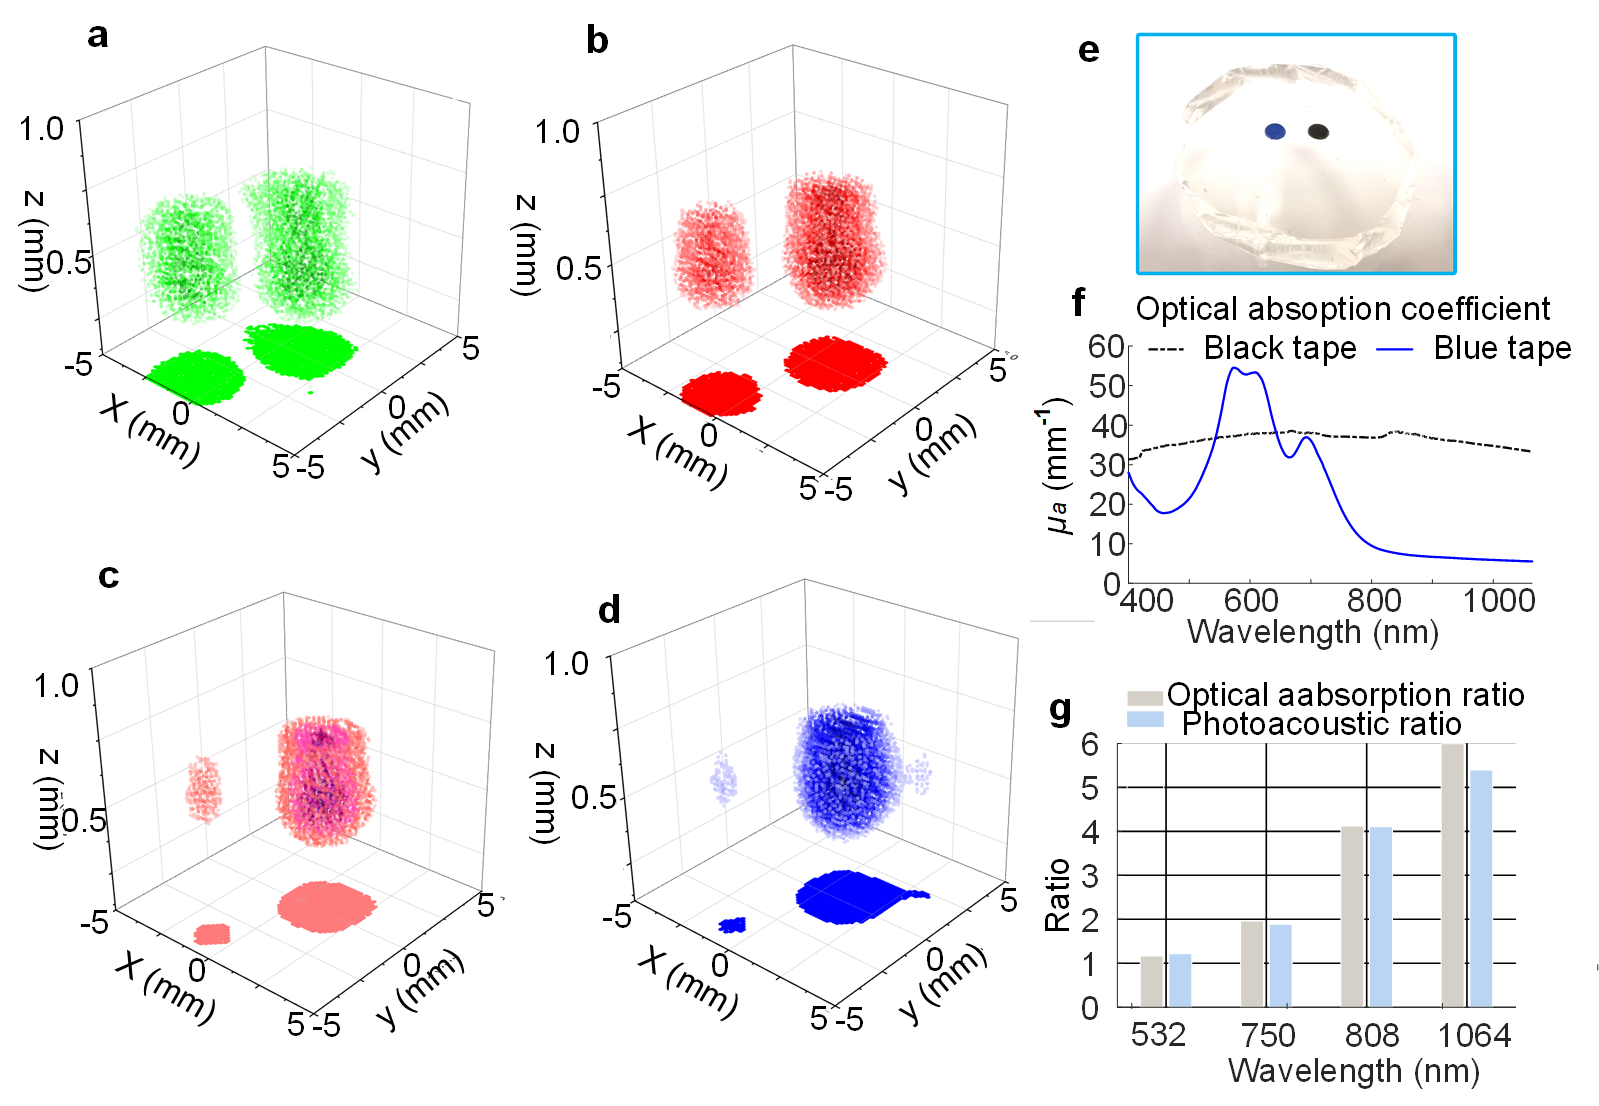 a
1.0
z (mm)
0.5
-5
X (mm)
0
5
-5
y (mm)
0
5
b
1.0
z (mm)
0.5
-5
X (mm)
0
5
-5
y (mm)
0
5
c
1.0
z (mm)
0.5
-5
X (mm)
0
5
-5
y (mm)
0
5
d
1.0
z (mm)
0.5
-5
X (mm)
0
5
-5
y (mm)
0
5
e
f
Optical absoption coefficient
Black tape
Blue tape
60
50
40
30
20
10
0
μa (mm-1)
400 600 800 1000
Wavelength (nm)
g
Optical aabsorption ratio
Photoacoustic ratio
6
5
4
3
2
1
0
Ratio
532 750 808 1064
Wavelength (nm)